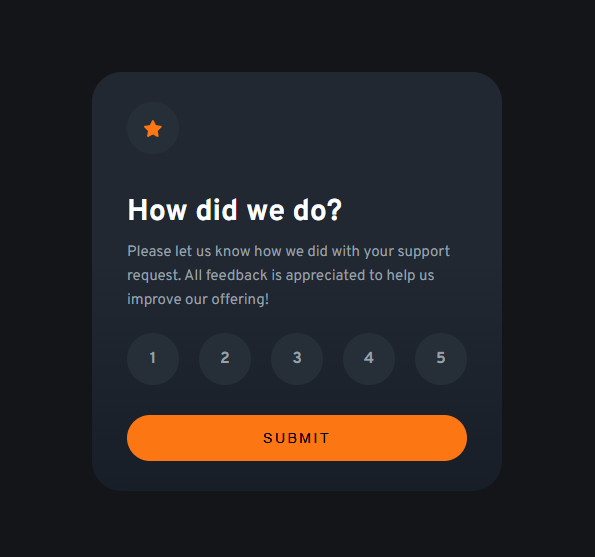 How did we do?
Please let us know how we did with your support
request. All feedback is appreciated to help us
improve our offering!
1 2 3 4 5
SUBMIT